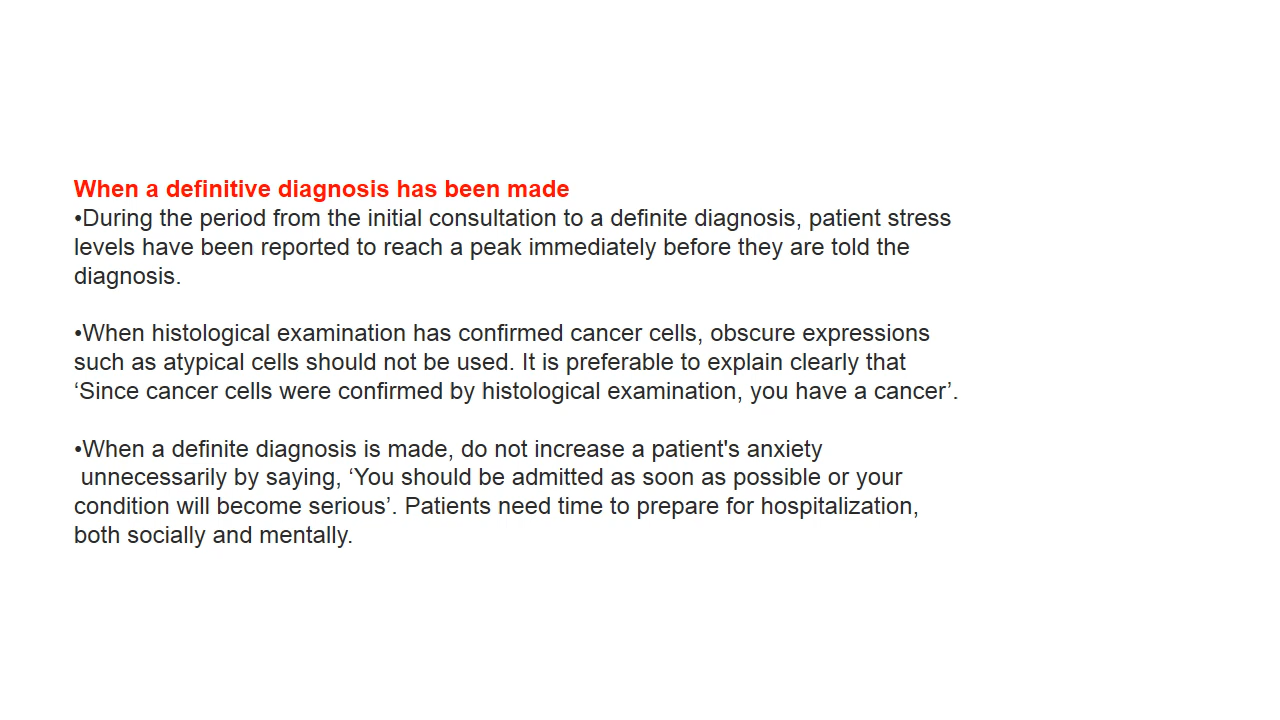 When a definitive diagnosis has been made
•During the period from the initial consultation to a definite diagnosis, patient stress
levels have been reported to reach a peak immediately before they are told the
diagnosis.
•When histological examination has confirmed cancer cells, obscure expressions
such as atypical cells should not be used. It is preferable to explain clearly that
‘Since cancer cells were confirmed by histological examination, you have a cancer’.
•When a definite diagnosis is made, do not increase a patient's anxiety
unnecessarily by saying, ‘You should be admitted as soon as possible or your
condition will become serious’. Patients need time to prepare for hospitalization,
both socially and mentally.